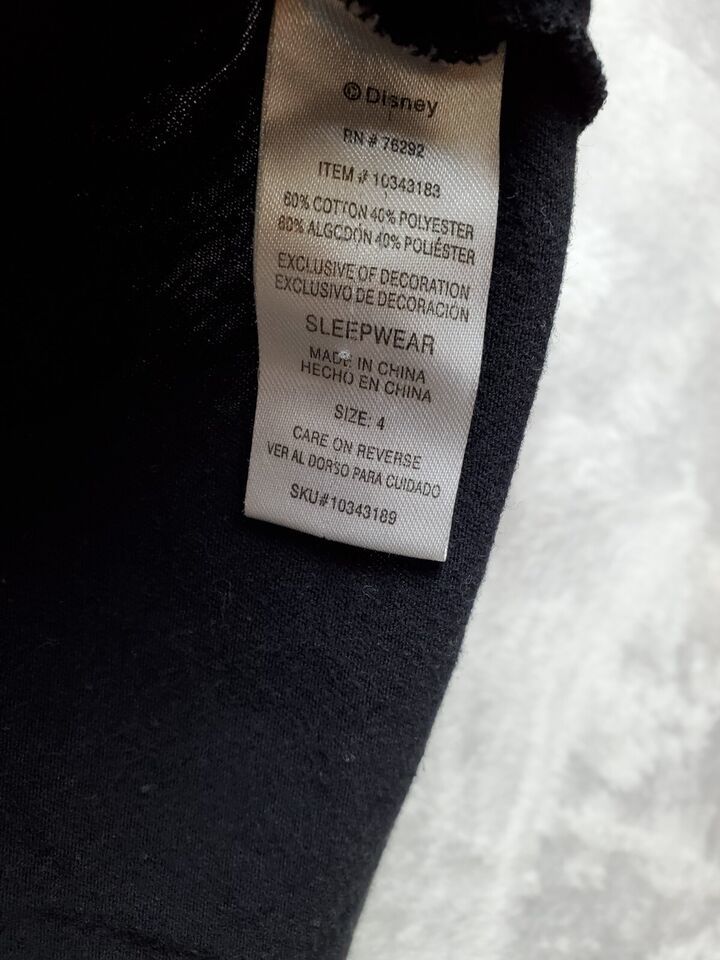 © Disney
RN # 76292
ITEM # 10343183
60% COTTON 40% POLYESTER
60% ALGODÓN 40% POLIÉSTER
EXCLUSIVE OF DECORATION
EXCLUSIVO DE DECORACIÓN
SLEEPWEAR
MADE IN CHINA
HECHO EN CHINA
SIZE: 4
CARE ON REVERSE
VER AL DORSO PARA CUIDADO
SKU#10343189